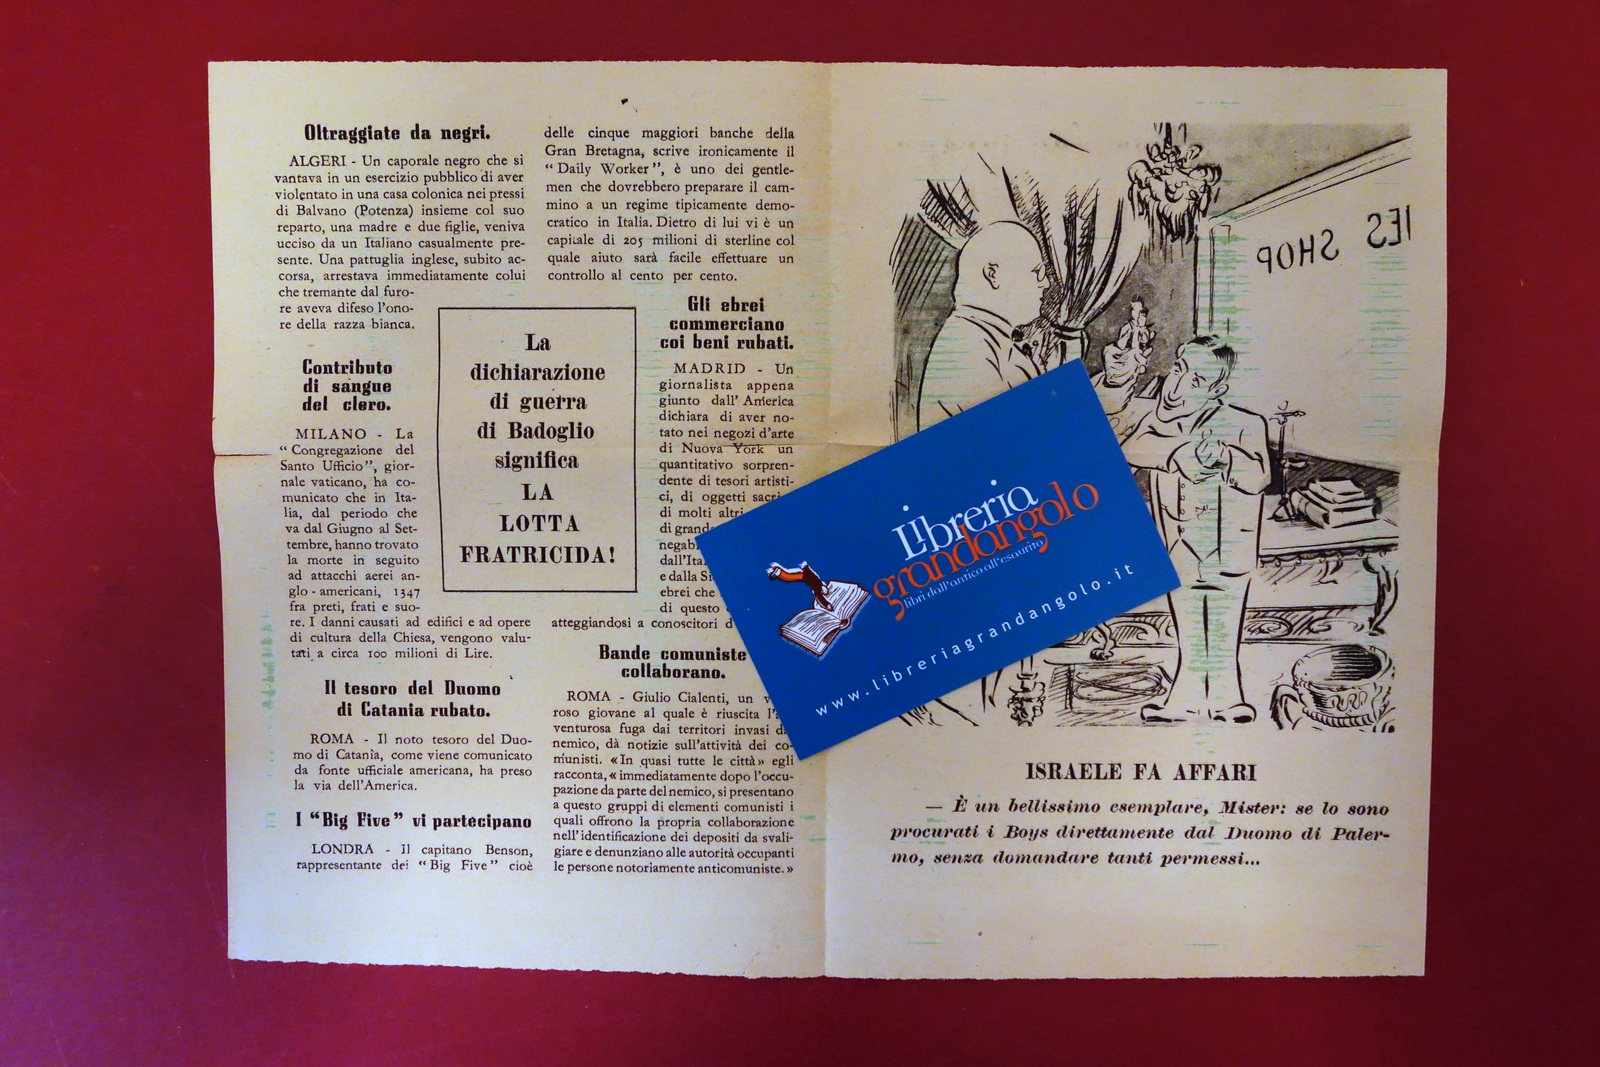 Oltraggiate da negri.
ALGERI - Un caporale negro che si
vantava in un esercizio pubblico di aver
violentato in una casa colonica nei pressi
di Balvano (Potenza) insieme col suo
reparto, una madre e due figlie, veniva
ucciso da un Italiano casualmente pre-
sente. Una pattuglia inglese, subito ac-
corsa, arrestava immediatamente colui
che tremante dal furo-
re aveva difeso l'ono-
re della razza bianca.
Contributo
di sangue
del clero.
MILANO - La
“Congregazione del
Santo Ufficio”, gior-
nale vaticano, ha co-
municato che in Ita-
lia, dal periodo che
va dal Giugno al Set-
tembre, hanno trovato
la morte in seguito
ad attacchi aerei an-
glo-americani, 1347
fra preti, frati e suo-
re. I danni causati ad edifici e ad opere
di cultura della Chiesa, vengono valu-
tati a circa 100 milioni di Lire.
Il tesoro del Duomo
di Catania rubato.
ROMA - Il noto tesoro del Duo-
mo di Catania, come viene comunicato
da fonte ufficiale americana, ha preso
la via dell'America.
I “Big Five” vi partecipano
LONDRA - Il capitano Benson,
rappresentante dei “Big Five” cioè
delle cinque maggiori banche della
Gran Bretagna, scrive ironicamente il
“Daily Worker”, è uno dei gentle-
men che dovrebbero preparare il cam-
mino a un regime tipicamente demo-
cratico in Italia. Dietro di lui vi è un
capitale di 205 milioni di sterline col
quale aiuto sarà facile effettuare un
controllo al cento per cento.
La
dichiarazione
di guerra
di Badoglio
significa
LA
LOTTA
FRATRICIDA!
Gli ebrei
commerciano
coi beni rubati.
MADRID - Un
giornalista appena
giunto dall'America
dichiara di aver no-
tato nei negozi d'arte
di Nuova York un
quantitativo sorpren-
dente di tesori artisti-
ci, di oggetti sacri
di molti altri
di grand
negab
dall'Ita
e dalla Si
ebrei che
di questo
atteggiandosi a conoscitori d
Bande comuniste
collaborano.
ROMA - Giulio Cialenti, un v
roso giovane al quale è riuscita l'
venturosa fuga dai territori invasi d
nemico, dà notizie sull'attività dei co-
munisti. «In quasi tutte le città» egli
racconta, «immediatamente dopo l'occu-
pazione da parte del nemico, si presentano
a questo gruppi di elementi comunisti i
quali offrono la propria collaborazione
nell'identificazione dei depositi da svali-
giare e denunziano alle autorità occupanti
le persone notoriamente anticomuniste.»
IES
SHOP
Libreria
grandangolo
libri dall'antico all'esaurito
www.libreriagrandangolo.it
ISRAELE FA AFFARI
— È un bellissimo esemplare, Mister: se lo sono
procurati i Boys direttamente dal Duomo di Paler-
mo, senza domandare tanti permessi...